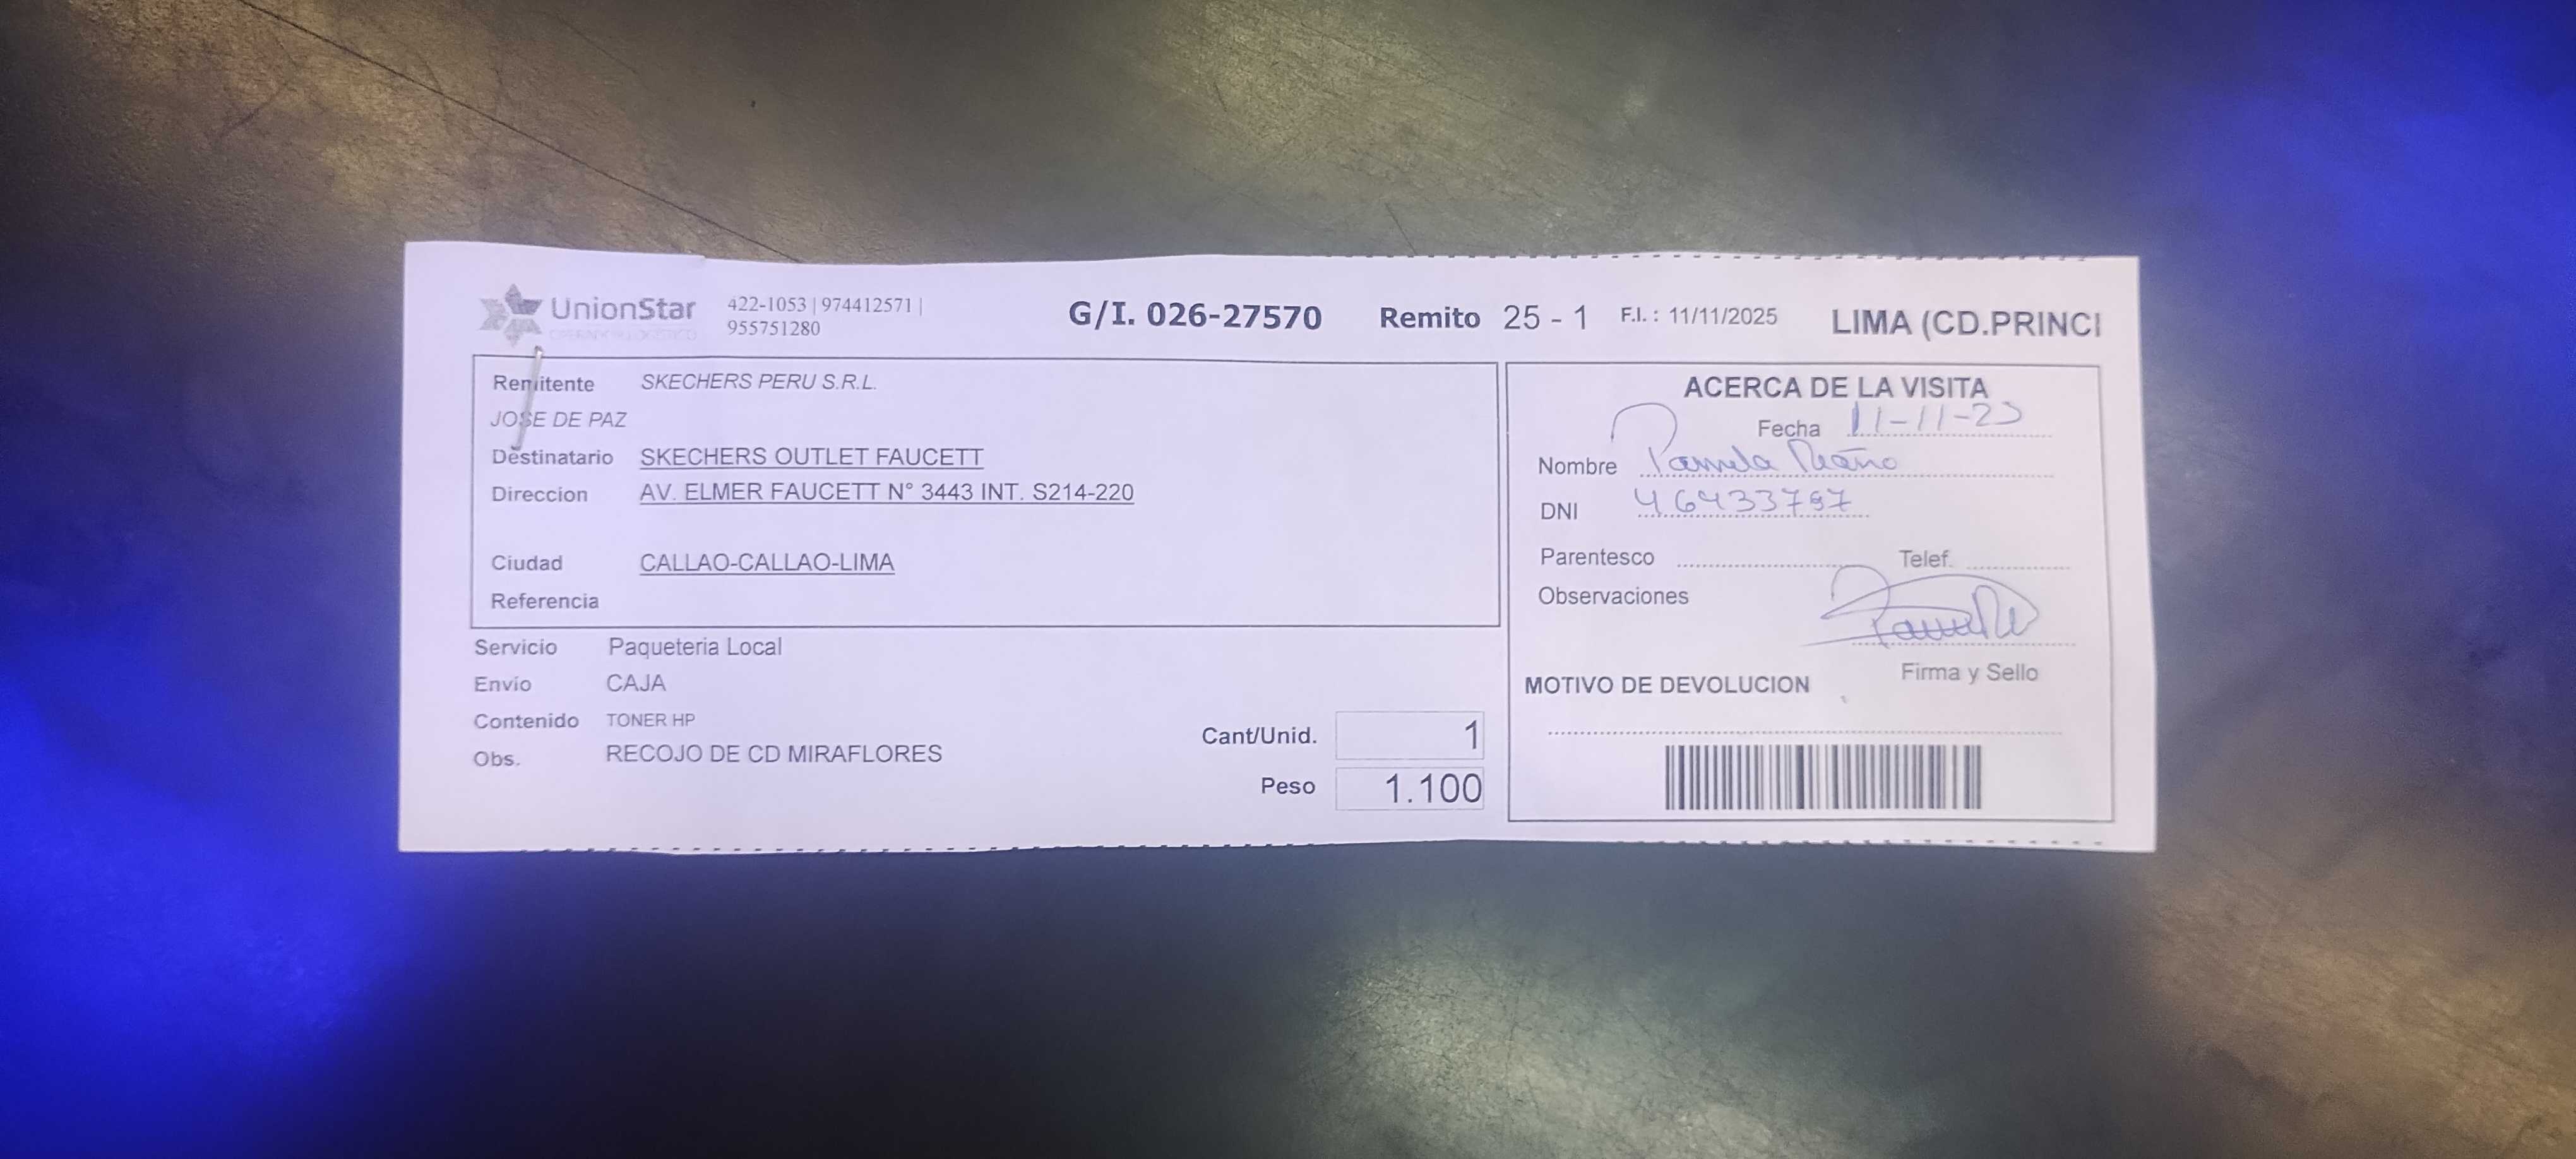 UnionStar
422-1053 | 974412571 |
955751280
G/I. 026-27570 Remito 25 - 1 F.I. : 11/11/2025 LIMA (CD.PRINCI
Remitente SKECHERS PERU S.R.L.
JOSE DE PAZ
Destinatario SKECHERS OUTLET FAUCETT
Direccion AV. ELMER FAUCETT N° 3443 INT. S214-220
Ciudad CALLAO-CALLAO-LIMA
Referencia
Servicio Paqueteria Local
Envio CAJA
Contenido TONER HP
Obs. RECOJO DE CD MIRAFLORES
Cant/Unid. 1
Peso 1.100
ACERCA DE LA VISITA
Fecha 11-11-25
Nombre Pamela
DNI
Parentesco Telef.
Observaciones
Firma y Sello
MOTIVO DE DEVOLUCION